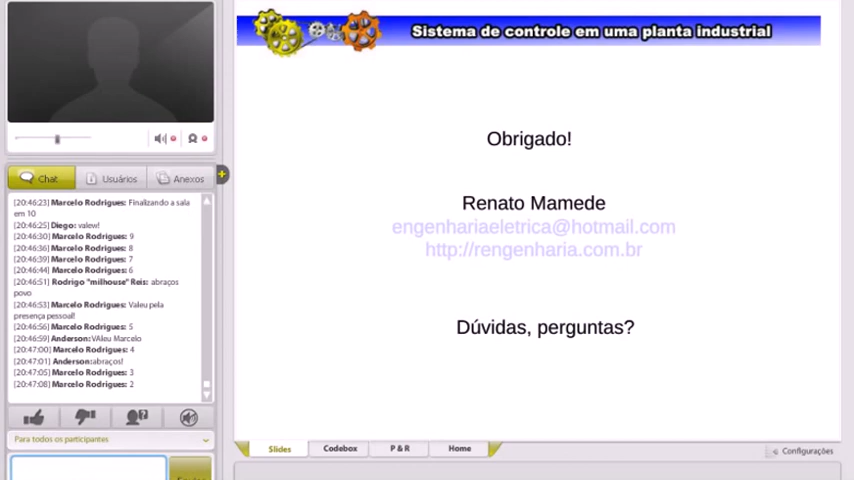 Sistema de controle em uma planta industrial
Obrigado!
Renato Mamede
engenhariaeletrica@hotmail.com
http://rengenharia.com.br
Dúvidas, perguntas?
Chat
Usuários
Anexos
[20:46:23] Marcelo Rodrigues: Finalizando a sala
em 10
[20:46:25] Diego: valew!
[20:46:30] Marcelo Rodrigues: 9
[20:46:36] Marcelo Rodrigues: 8
[20:46:39] Marcelo Rodrigues: 7
[20:46:44] Marcelo Rodrigues: 6
[20:46:51] Rodrigo "milhouse" Reis: abraços
povo
[20:46:53] Marcelo Rodrigues: Valeu pela
presença pessoal!
[20:46:56] Marcelo Rodrigues: 5
[20:46:59] Anderson: VAleu Marcelo
[20:47:00] Marcelo Rodrigues: 4
[20:47:01] Anderson: abraços!
[20:47:05] Marcelo Rodrigues: 3
[20:47:08] Marcelo Rodrigues: 2
Para todos os participantes
Slides
Codebox
P & R
Home
Configurações